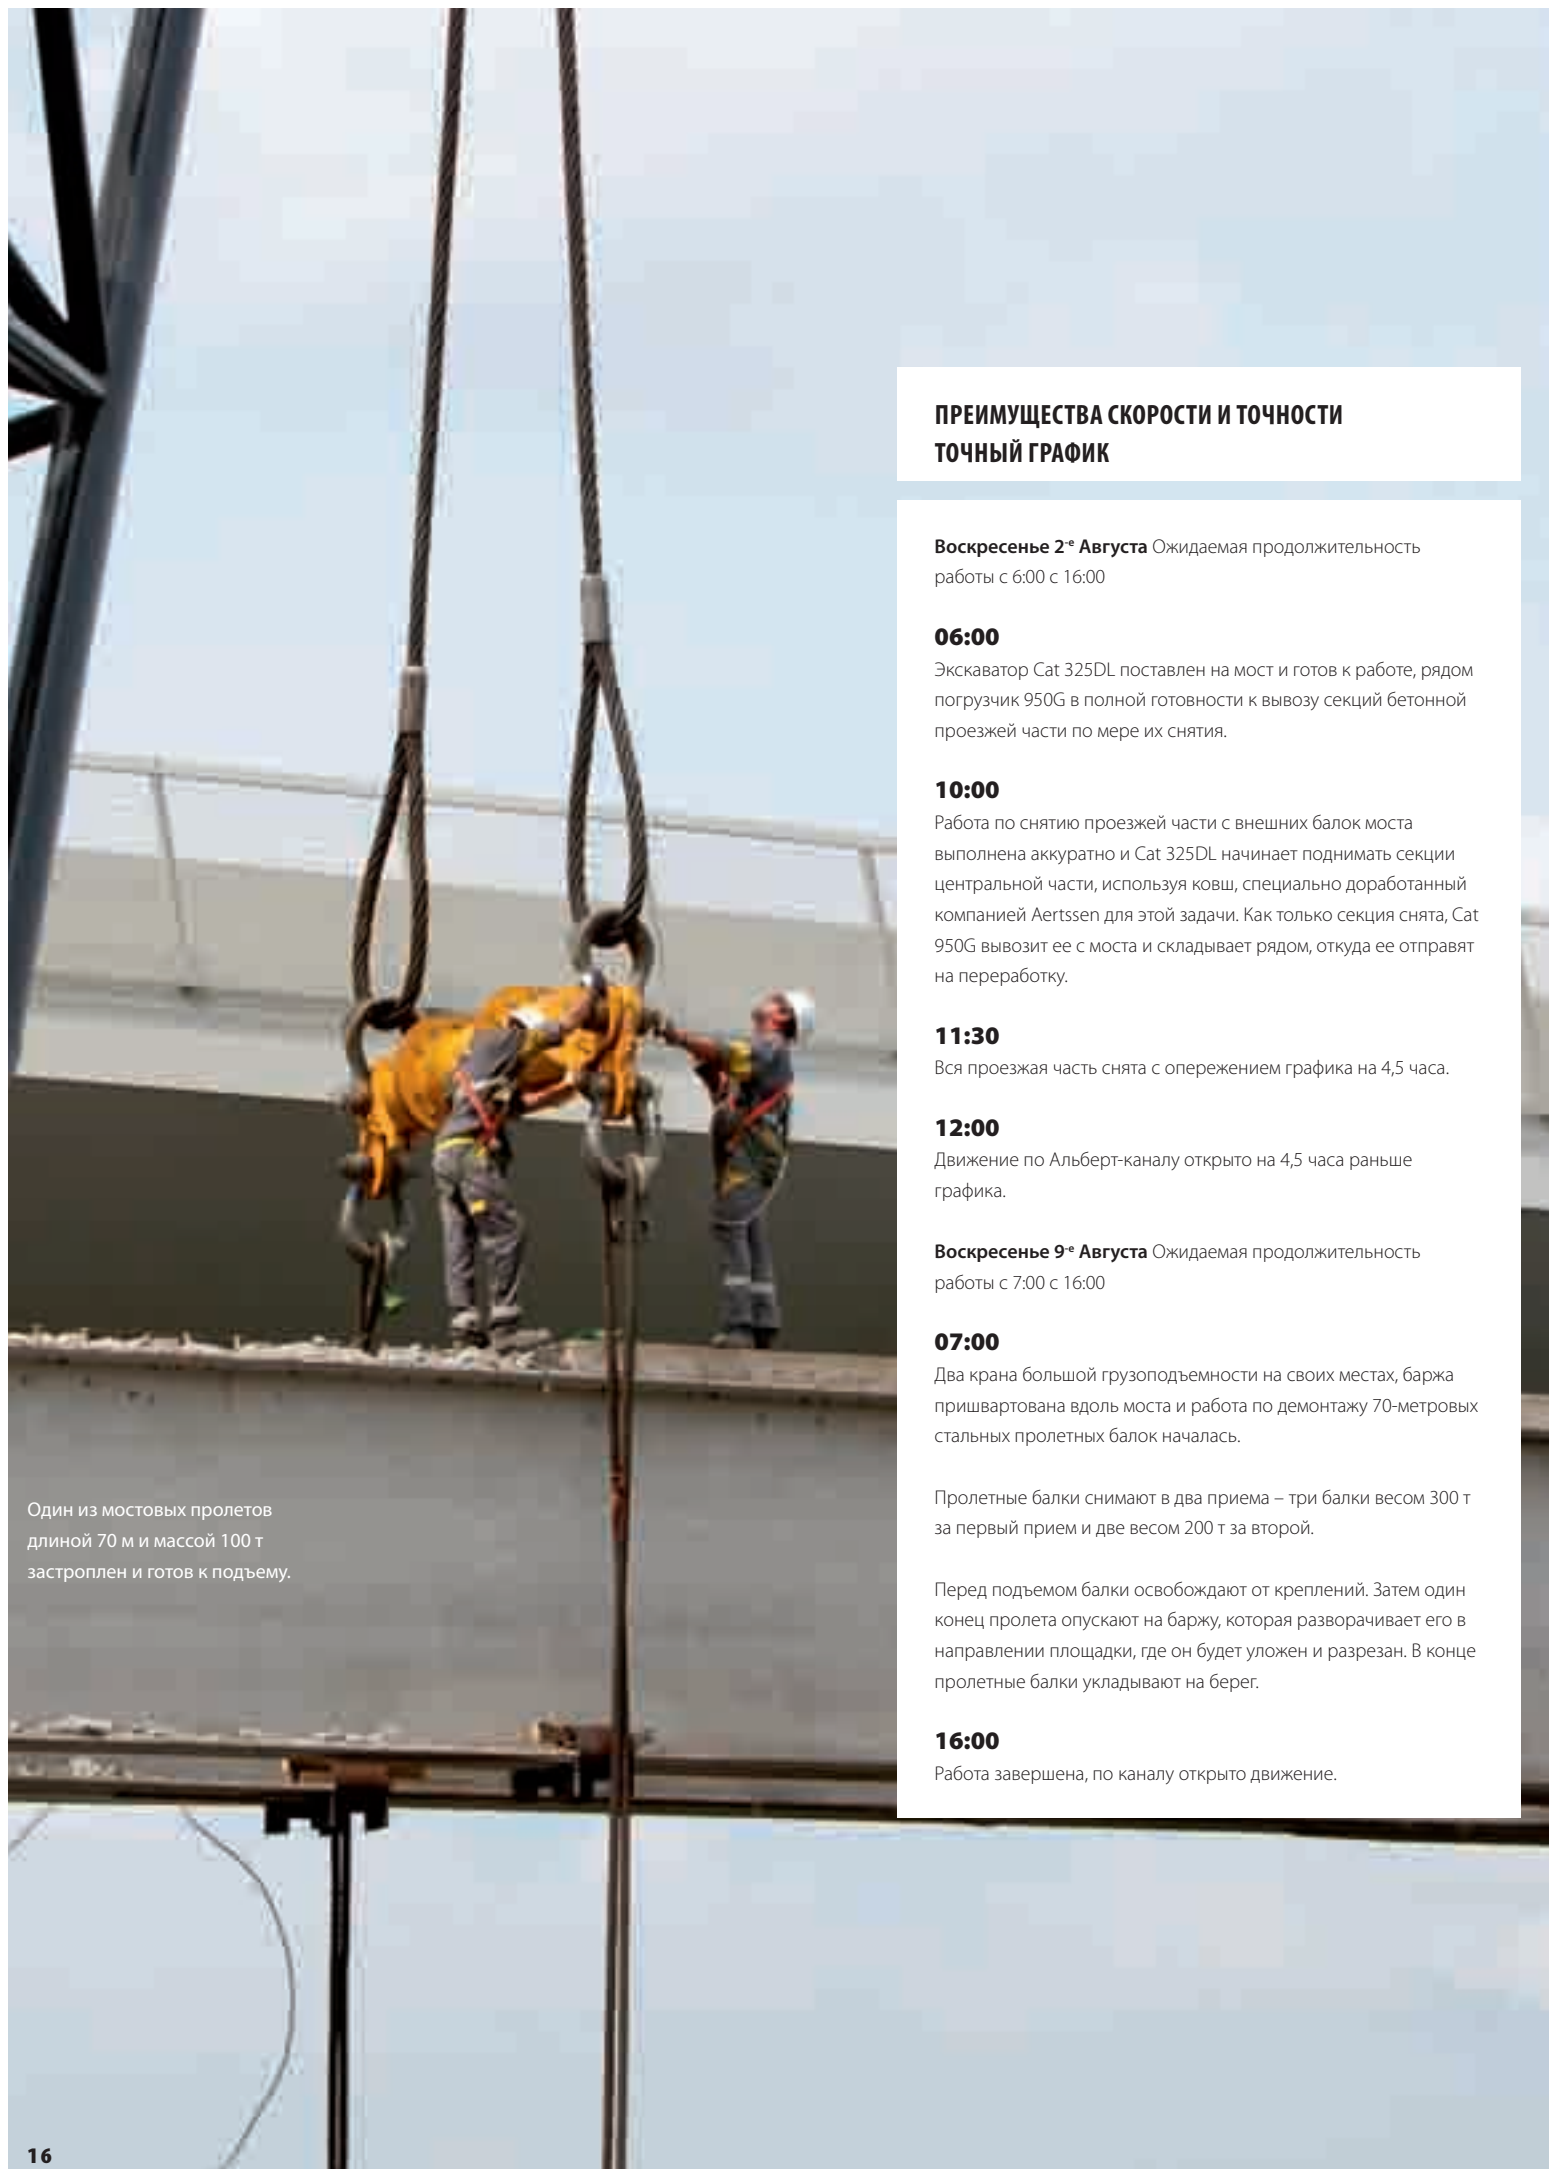 ПРЕИМУЩЕСТВА СКОРОСТИ И ТОЧНОСТИ
ТОЧНЫЙ ГРАФИК
Воскресенье 2-е Августа Ожидаемая продолжительность
работы с 6:00 с 16:00
06:00
Экскаватор Cat 325DL поставлен на мост и готов к работе, рядом
погрузчик 950G в полной готовности к вывозу секций бетонной
проезжей части по мере их снятия.
10:00
Работа по снятию проезжей части с внешних балок моста
выполнена аккуратно и Cat 325DL начинает поднимать секции
центральной части, используя ковш, специально доработанный
компанией Aertssen для этой задачи. Как только секция снята, Cat
950G вывозит ее с моста и складывает рядом, откуда ее отправят
на переработку.
11:30
Вся проезжая часть снята с опережением графика на 4,5 часа.
12:00
Движение по Альберт-каналу открыто на 4,5 часа раньше
графика.
Воскресенье 9-е Августа Ожидаемая продолжительность
работы с 7:00 с 16:00
07:00
Два крана большой грузоподъемности на своих местах, баржа
пришвартована вдоль моста и работа по демонтажу 70-метровых
стальных пролетных балок началась.
Пролетные балки снимают в два приема – три балки весом 300 т
за первый прием и две весом 200 т за второй.
Перед подъемом балки освобождают от креплений. Затем один
конец пролета опускают на баржу, которая разворачивает его в
направлении площадки, где он будет уложен и разрезан. В конце
пролетные балки укладывают на берег.
16:00
Работа завершена, по каналу открыто движение.
Один из мостовых пролетов
длиной 70 м и массой 100 т
застроплен и готов к подъему.
16